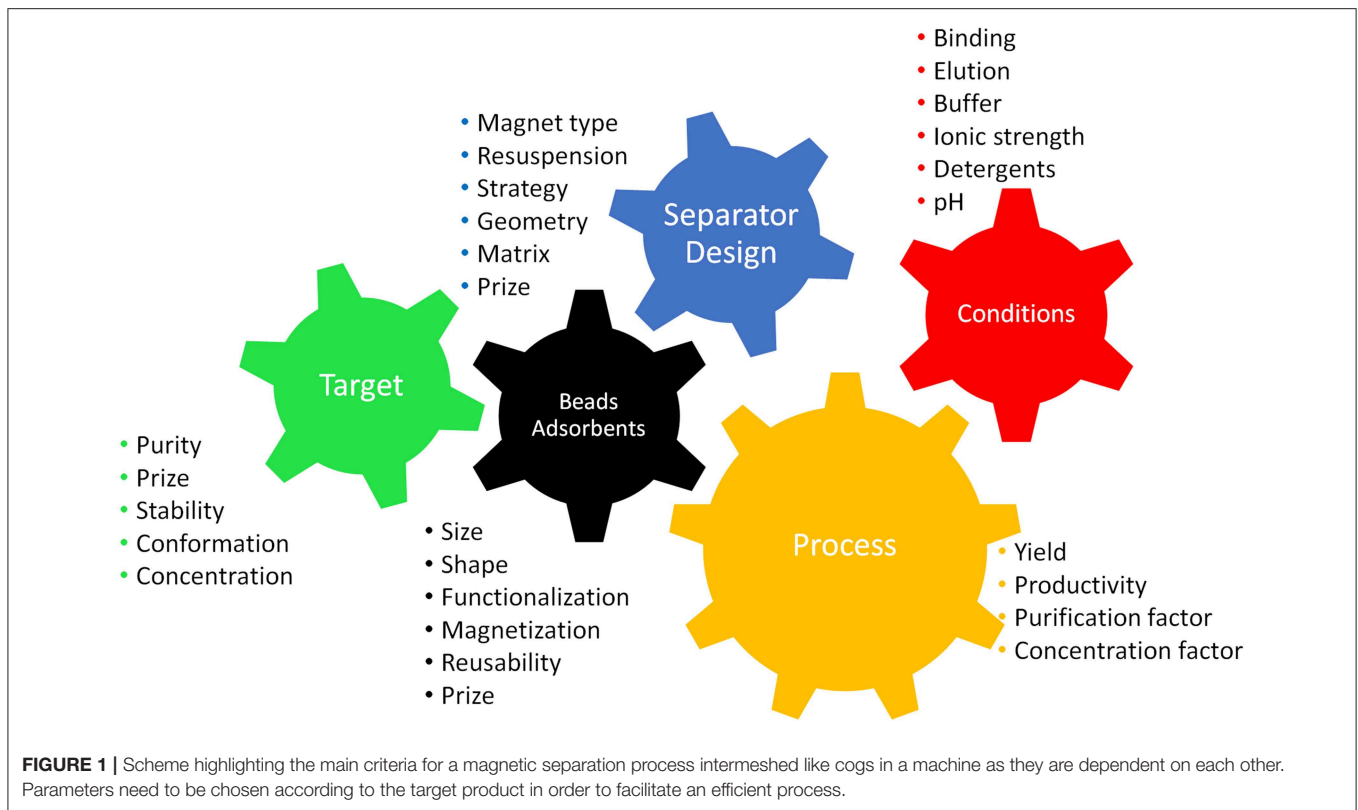 • Binding
• Elution
• Buffer
• Ionic strength
• Detergents
• pH
• Magnet type
• Resuspension
• Strategy
• Geometry
• Matrix
• Prize
Separator
Design
Conditions
Target
Beads
Adsorbents
• Purity
• Prize
• Stability
• Conformation
• Concentration
• Size
• Shape
• Functionalization
• Magnetization
• Reusability
• Prize
Process
• Yield
• Productivity
• Purification factor
• Concentration factor
FIGURE 1 | Scheme highlighting the main criteria for a magnetic separation process intermeshed like cogs in a machine as they are dependent on each other.
Parameters need to be chosen according to the target product in order to facilitate an efficient process.